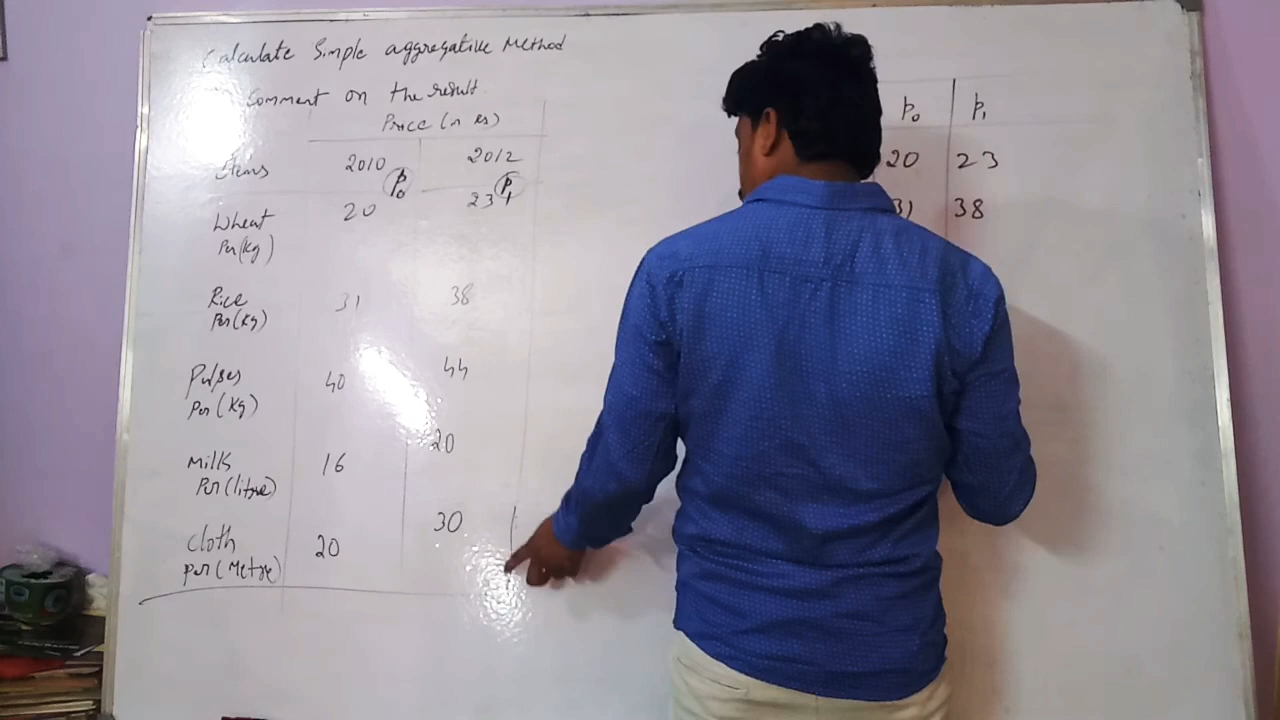 Calculate Simple aggregative Method
Comment on the result.
Price (in Rs)
Items 2010 2012
P0 P1
Wheat 20 23
Per (Kg)
Rice 31 38
Per (Kg)
Pulses 40 44
Per (Kg)
Milk 16 20
Per (litre)
Cloth 20 30
per (Metre)
P0 P1
20 23
31 38